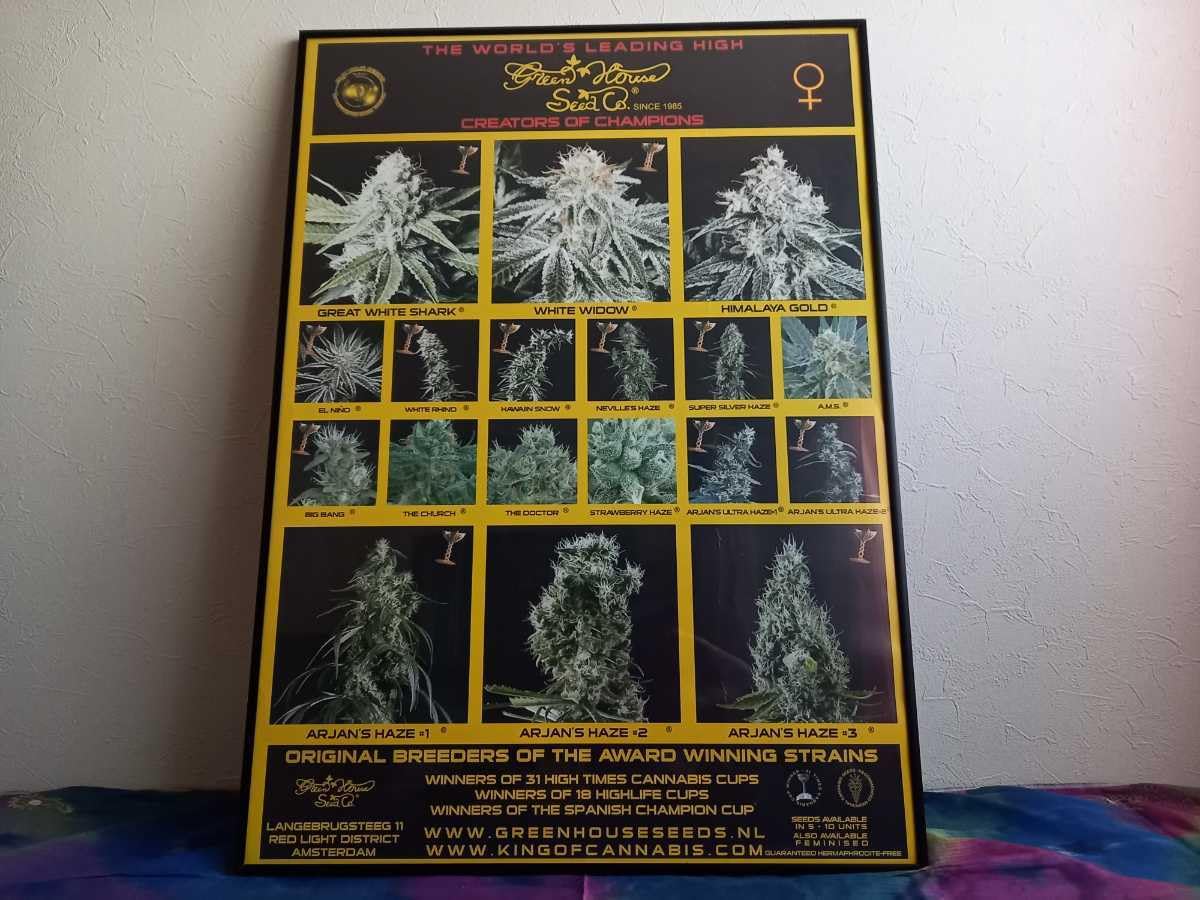 THE WORLD'S LEADING HIGH
Green House
Seed Co.® SINCE 1985
CREATORS OF CHAMPIONS
GREAT WHITE SHARK ® WHITE WIDOW ® HIMALAYA GOLD ®
EL NIÑO ® WHITE RHINO ® HAWAIIN SNOW ® NEVILLE'S HAZE ® SUPER SILVER HAZE ® A.M.S. ®
BIG BANG ® THE CHURCH ® THE DOCTOR ® STRAWBERRY HAZE ® ARJAN'S ULTRA HAZE#1 ® ARJAN'S ULTRA HAZE#2
ARJAN'S HAZE #1 ® ARJAN'S HAZE #2 ® ARJAN'S HAZE #3 ®
ORIGINAL BREEDERS OF THE AWARD WINNING STRAINS
Green House
Seed Co.
LANGEBRUGSTEEG 11
RED LIGHT DISTRICT
AMSTERDAM
WINNERS OF 31 HIGH TIMES CANNABIS CUPS
WINNERS OF 18 HIGHLIFE CUPS
WINNERS OF THE SPANISH CHAMPION CUP
WWW.GREENHOUSESEEDS.NL
WWW.KINGOFCANNABIS.COM
SEEDS AVAILABLE
IN 5 - 10 UNITS
ALSO AVAILABLE
FEMINISED
GUARANTEED HERMAPHRODITE-FREE